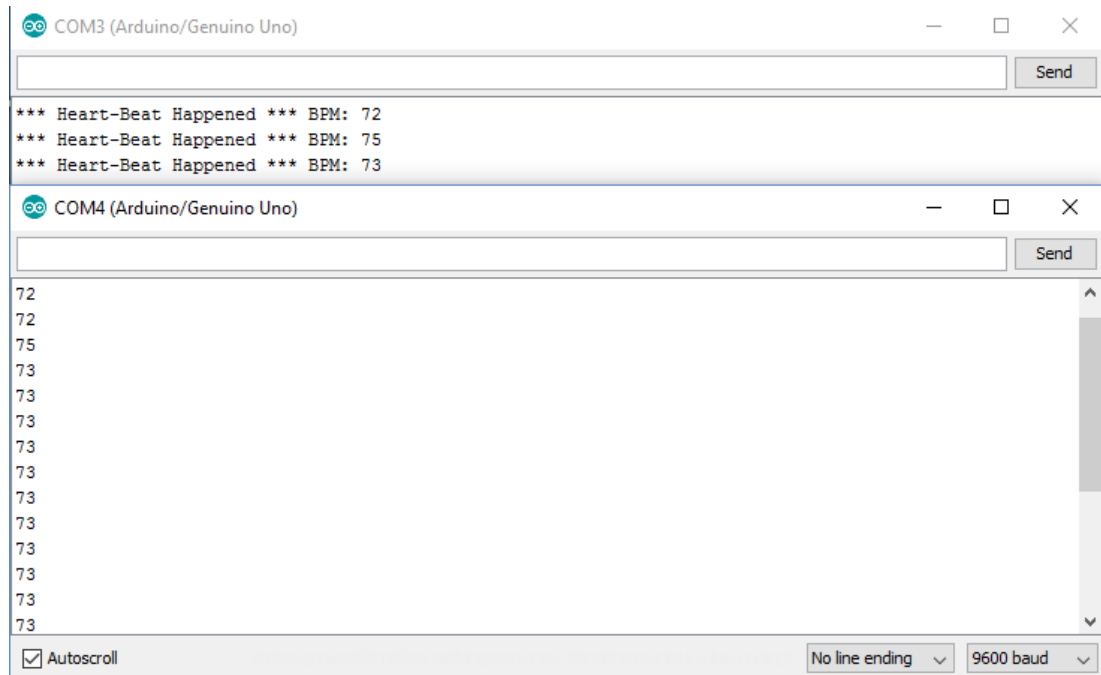 COM3 (Arduino/Genuino Uno)
Send
*** Heart-Beat Happened *** BPM: 72
*** Heart-Beat Happened *** BPM: 75
*** Heart-Beat Happened *** BPM: 73
COM4 (Arduino/Genuino Uno)
Send
72
72
75
73
73
73
73
73
73
73
73
73
73
73
Autoscroll No line ending 9600 baud